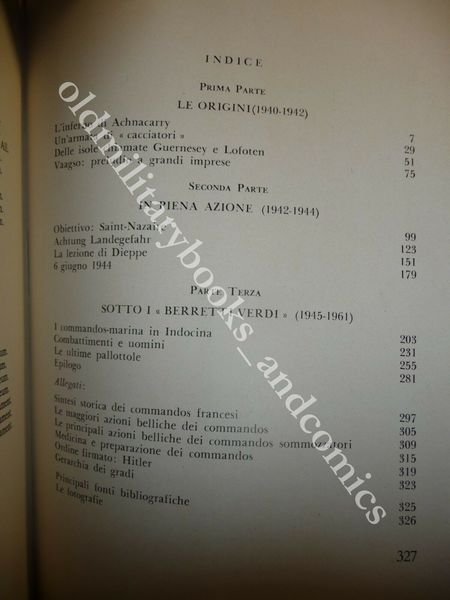 INDICE
PRIMA PARTE
LE ORIGINI (1940-1942)
L'inferno di Achnacarry 7
Un'armata di « cacciatori » 29
Delle isole chiamate Guernesey e Lofoten 51
Vaagso: preludio a grandi imprese 75
SECONDA PARTE
IN PIENA AZIONE (1942-1944)
Obiettivo: Saint-Nazaire 99
Achtung Landegefahr 123
La lezione di Dieppe 151
6 giugno 1944 179
PARTE TERZA
SOTTO I « BERRETTI VERDI » (1945-1961)
I commandos-marina in Indocina 203
Combattimenti e uomini 231
Le ultime pallottole 255
Epilogo 281
Allegati:
Sintesi storica dei commandos francesi 297
Le maggiori azioni belliche dei commandos 305
Le principali azioni belliche dei commandos sommozzatori 309
Medicina e preparazione dei commandos 315
Ordine firmato: Hitler 319
Gerarchia dei gradi 323
Principali fonti bibliografiche 325
Le fotografie 326
327
oldmilitarybooks_andcomics